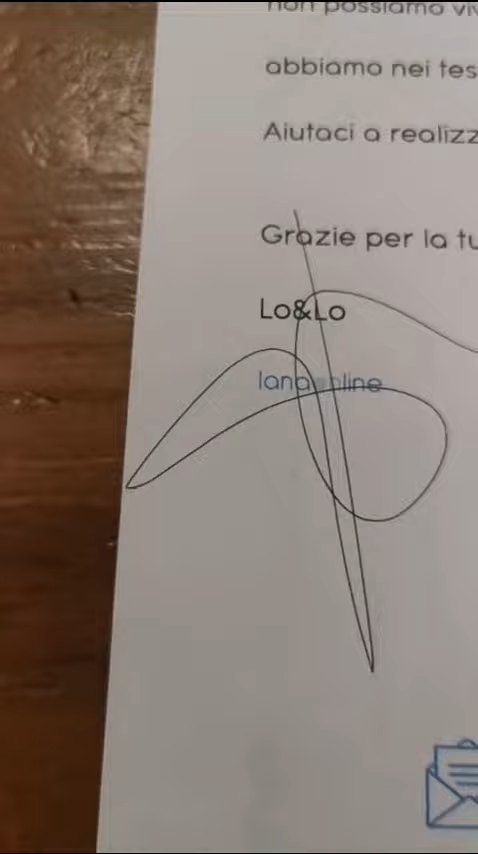 non possiamo
abbiamo nei
Aiutaci a
Grazie per la
Lo&Lo